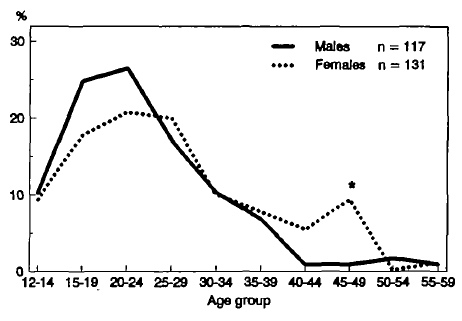 %
30
20
10
0
Males n = 117
Females n = 131
*
12-14 15-19 20-24 25-29 30-34 35-39 40-44 45-49 50-54 55-59
Age group